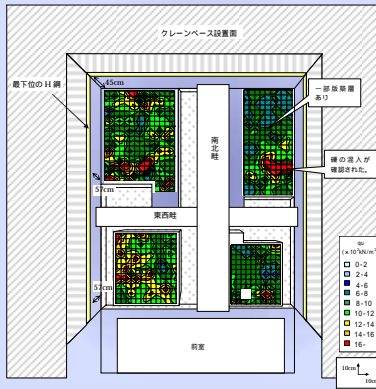 クレーンベース設置面
最下位のH鋼
45cm
一部版築層
あり
南北畦
礫の混入が
確認された。
57cm
東西畦
57cm
前室
qu
(×10²kN/m²
0-2
2-4
4-6
6-8
8-10
10-12
12-14
14-16
16-
10cm
10cm